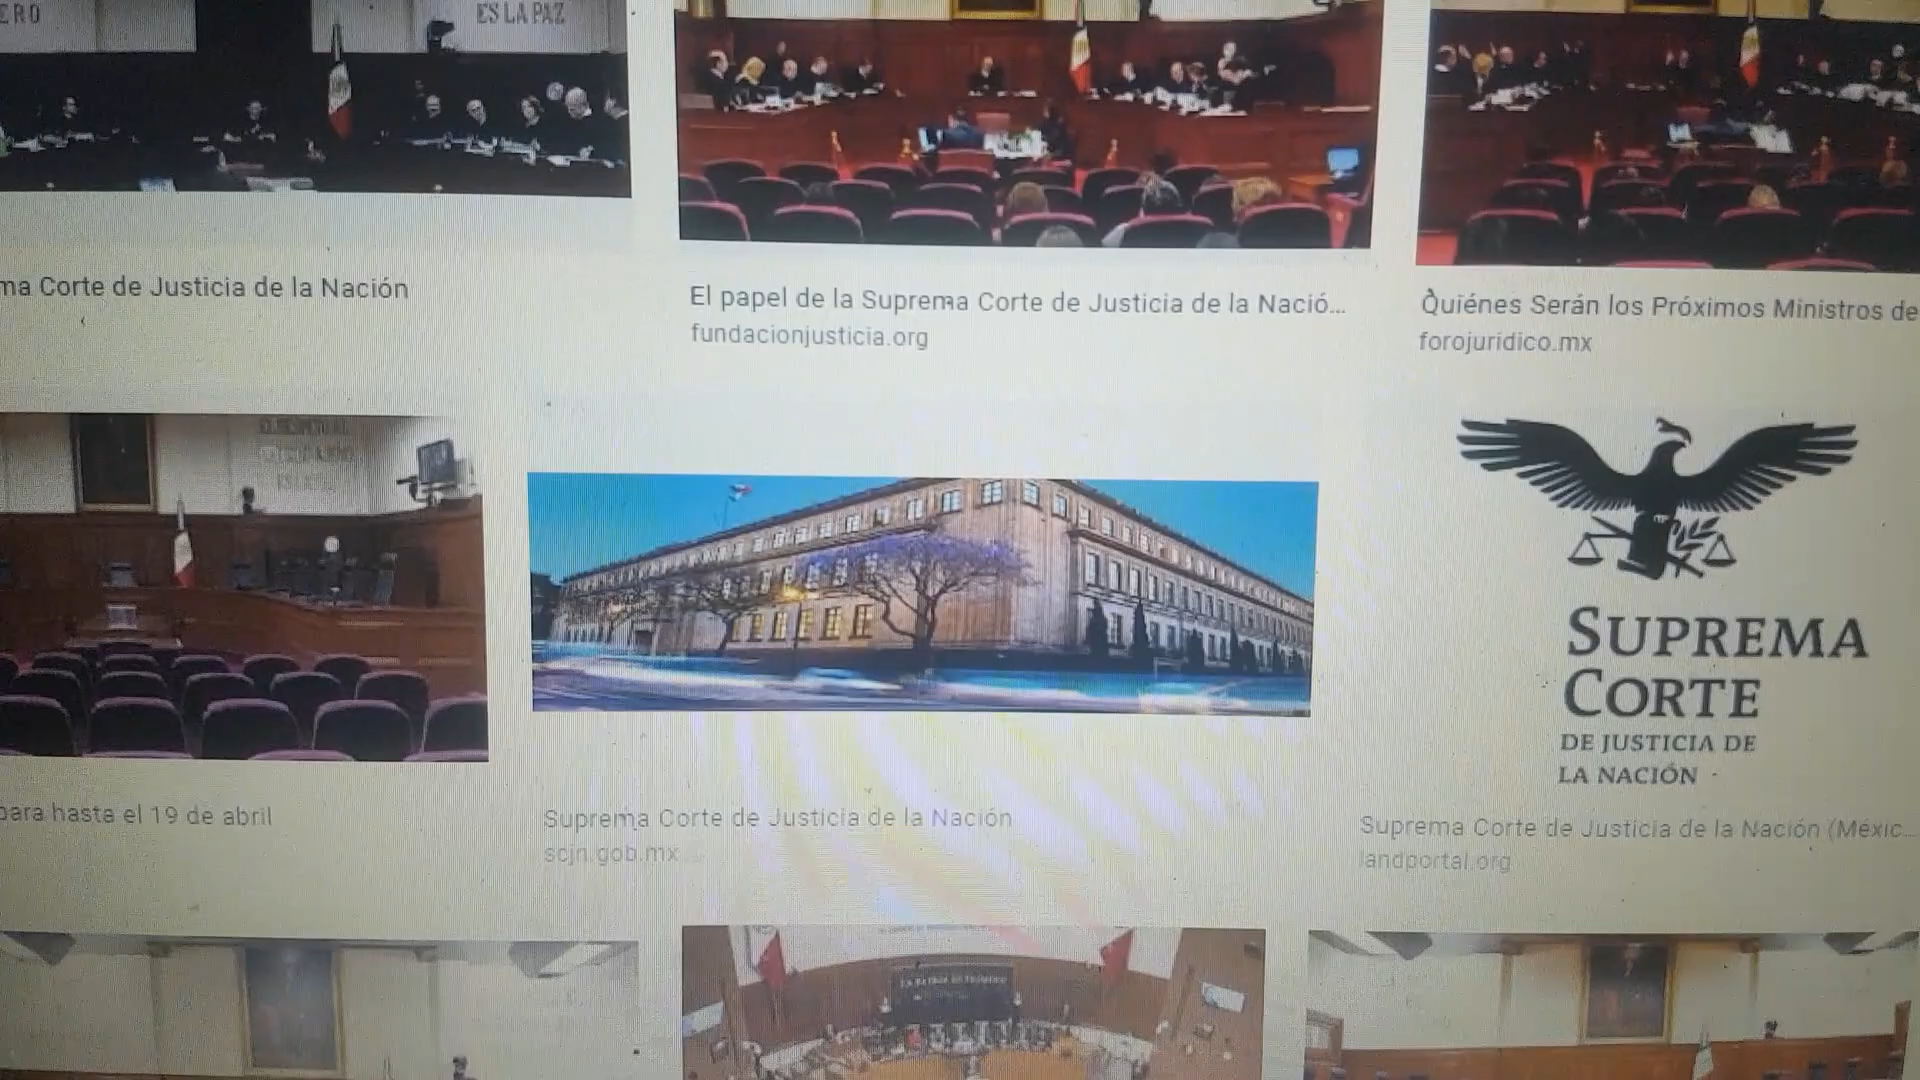 ERO
ES LA PAZ
ma Corte de Justicia de la Nación
El papel de la Suprema Corte de Justicia de la Nació...
fundacionjusticia.org
Quiénes Serán los Próximos Ministros de
forojuridico.mx
ES LA
para hasta el 19 de abril
Suprema Corte de Justicia de la Nación
scjn.gob.mx
SUPREMA
CORTE
DE JUSTICIA DE
LA NACIÓN
Suprema Corte de Justicia de la Nación (Méxic...
landportal.org